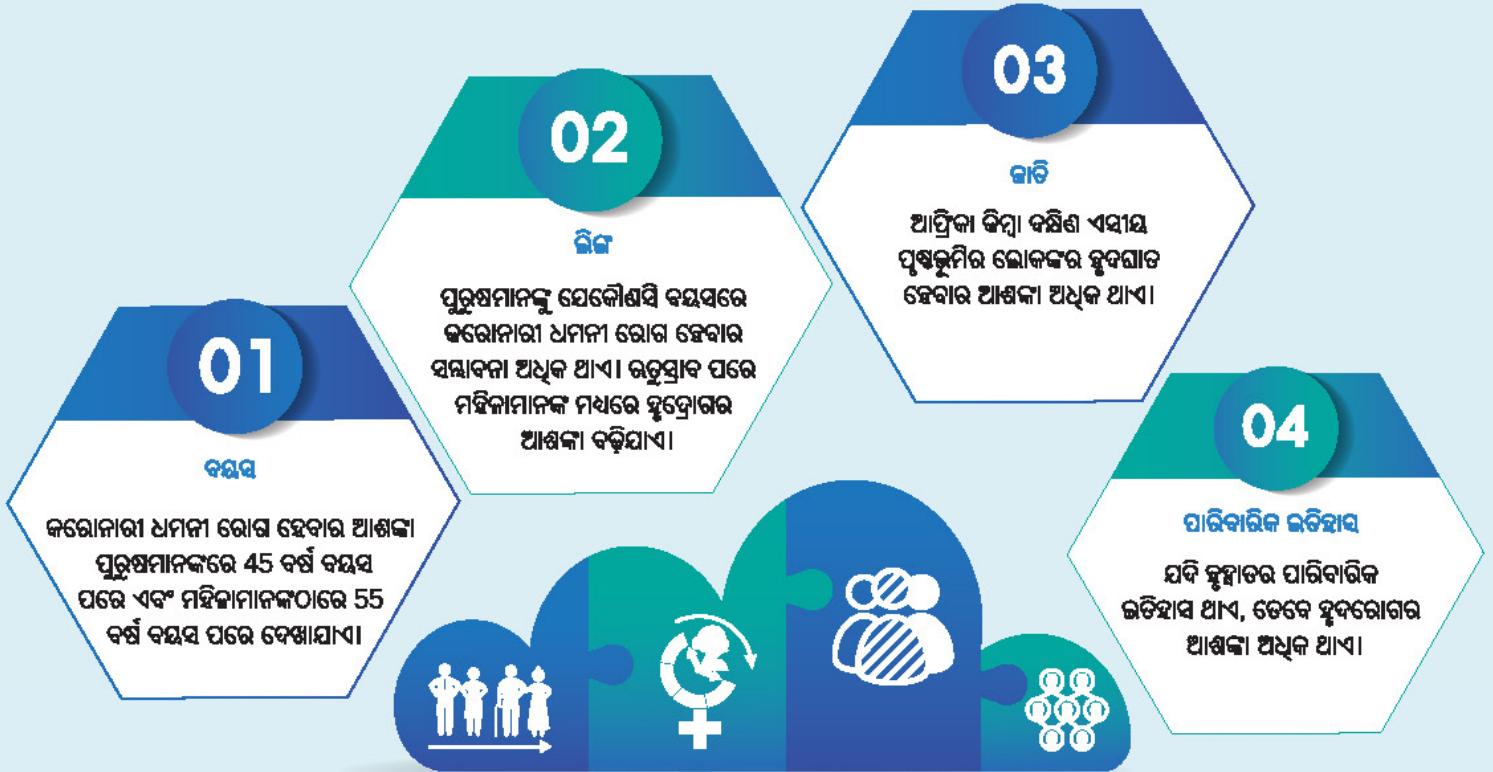 01
ବୟସ
କରୋନାରୀ ଧମନୀ ରୋଗ ହେବାର ଆଶଙ୍କା
ପୁରୁଷମାନଙ୍କରେ 45 ବର୍ଷ ବୟସ
ପରେ ଏବଂ ମହିଳାମାନଙ୍କଠାରେ 55
ବର୍ଷ ବୟସ ପରେ ଦେଖାଯାଏ।
02
ଲିଙ୍ଗ
ପୁରୁଷମାନଙ୍କୁ ଯେକୌଣସି ବୟସରେ
କରୋନାରୀ ଧମନୀ ରୋଗ ହେବାର
ସମ୍ଭାବନା ଅଧିକ ଥାଏ। ଋତୁସ୍ରାବ ପରେ
ମହିଳାମାନଙ୍କ ମଧ୍ୟରେ ହୃଦ୍ରୋଗର
ଆଶଙ୍କା ବଢ଼ିଯାଏ।
03
ଜାତି
ଆଫ୍ରିକା କିମ୍ବା ଦକ୍ଷିଣ ଏସୀୟ
ପୃଷ୍ଠଭୂମିର ଲୋକଙ୍କର ହୃଦଘାତ
ହେବାର ଆଶଙ୍କା ଅଧିକ ଥାଏ।
04
ପାରିବାରିକ ଇତିହାସ
ଯଦି ହୃଦ୍ଘାତର ପାରିବାରିକ
ଇତିହାସ ଥାଏ, ତେବେ ହୃଦରୋଗର
ଆଶଙ୍କା ଅଧିକ ଥାଏ।